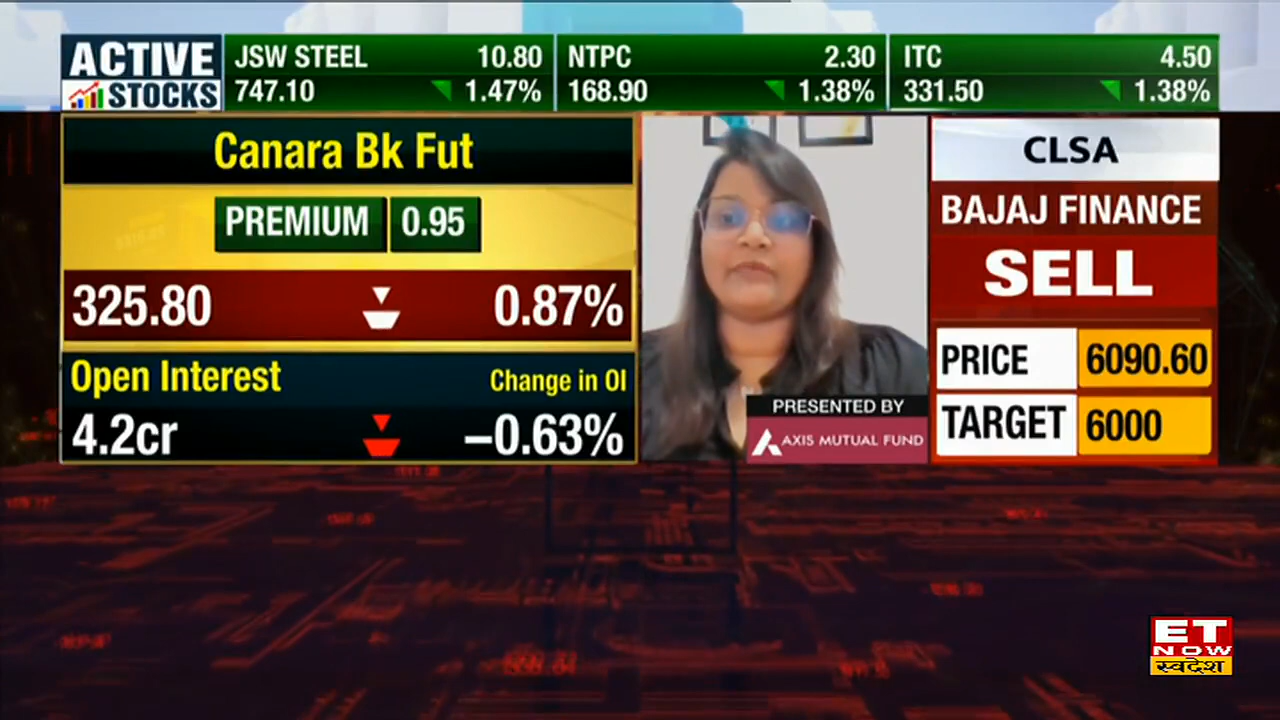 ACTIVE STOCKS
JSW STEEL 10.80
747.10 1.47%
NTPC 2.30
168.90 1.38%
ITC 4.50
331.50 1.38%
Canara Bk Fut
PREMIUM 0.95
325.80 0.87%
Open Interest Change in OI
4.2cr –0.63%
PRESENTED BY
AXIS MUTUAL FUND
CLSA
BAJAJ FINANCE
SELL
PRICE 6090.60
TARGET 6000
ET
NOW
स्वदेश